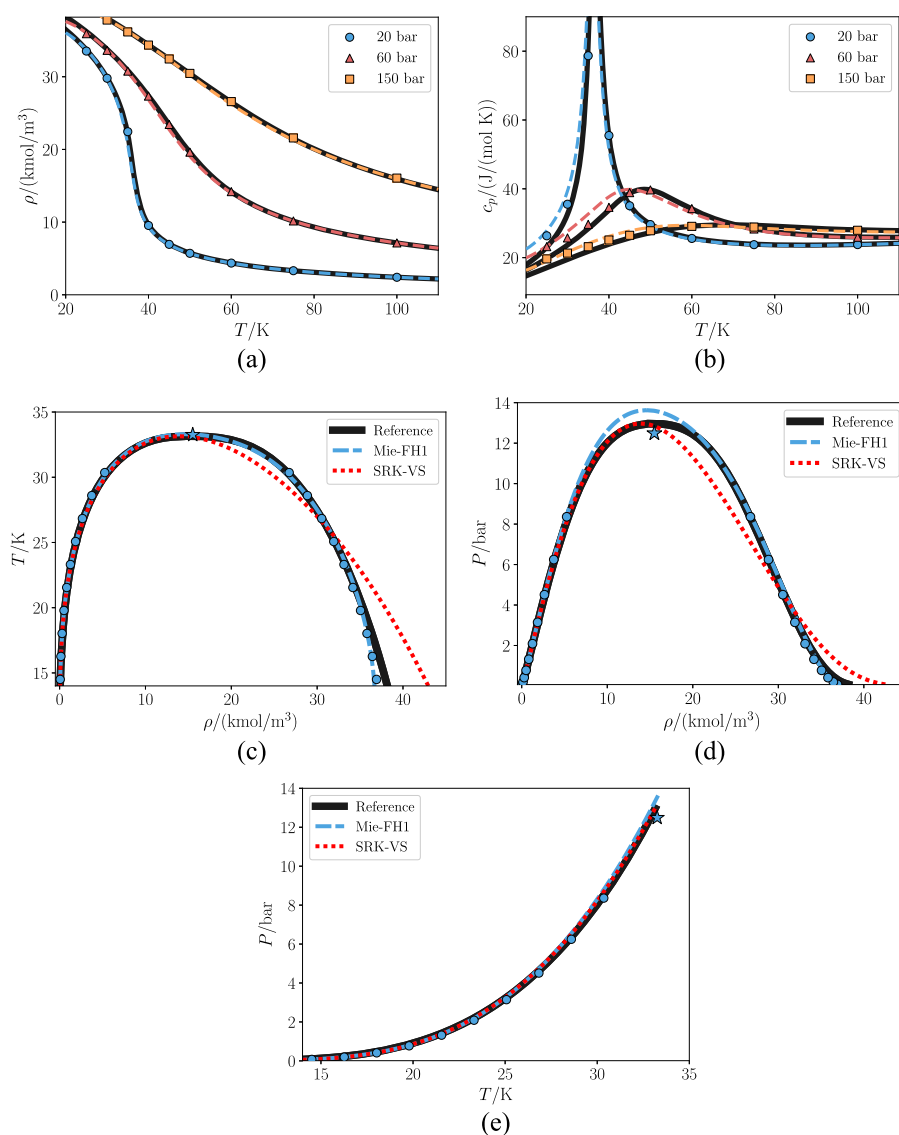 20 bar
60 bar
150 bar
ρ/(kmol/m³)
30
20
10
0
20 40 60 80 100
T/K
(a)
20 bar
60 bar
150 bar
c_p/(J/(mol K))
80
60
40
20
20 40 60 80 100
T/K
(b)
Reference
Mie-FH1
SRK-VS
T/K
35
30
25
20
15
0 10 20 30 40
ρ/(kmol/m³)
(c)
Reference
Mie-FH1
SRK-VS
P/bar
14
12
10
8
6
4
2
0 10 20 30 40
ρ/(kmol/m³)
(d)
Reference
Mie-FH1
SRK-VS
P/bar
14
12
10
8
6
4
2
0
15 20 25 30 35
T/K
(e)